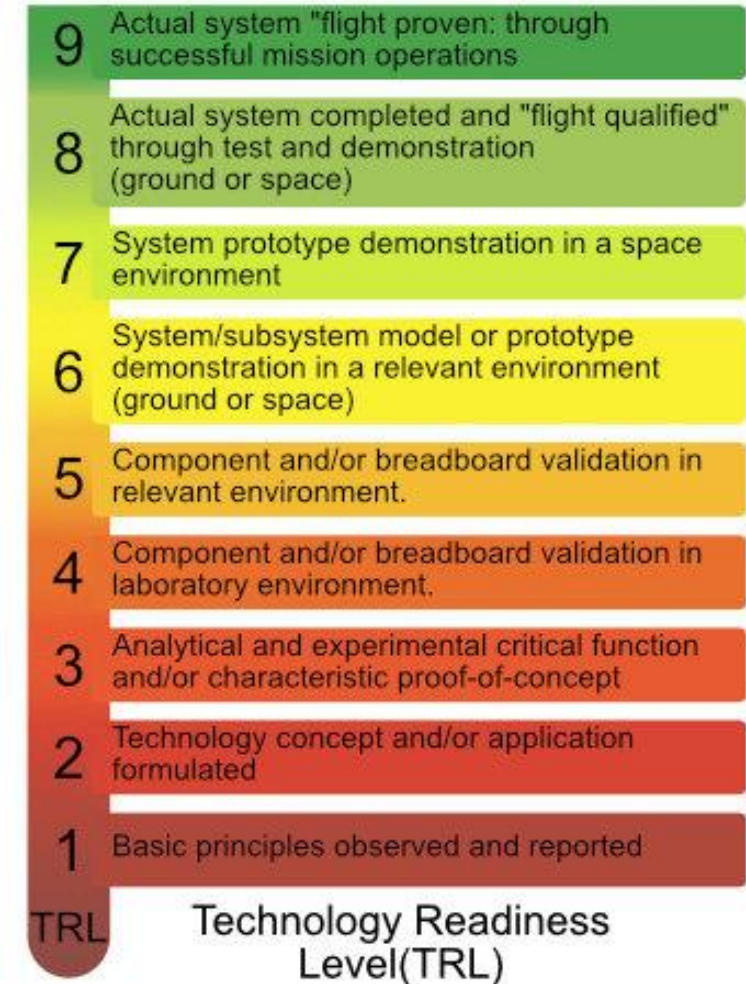 9 Actual system "flight proven: through
successful mission operations
8 Actual system completed and "flight qualified"
through test and demonstration
(ground or space)
7 System prototype demonstration in a space
environment
6 System/subsystem model or prototype
demonstration in a relevant environment
(ground or space)
5 Component and/or breadboard validation in
relevant environment.
4 Component and/or breadboard validation in
laboratory environment.
3 Analytical and experimental critical function
and/or characteristic proof-of-concept
2 Technology concept and/or application
formulated
1 Basic principles observed and reported
TRL
Technology Readiness
Level(TRL)